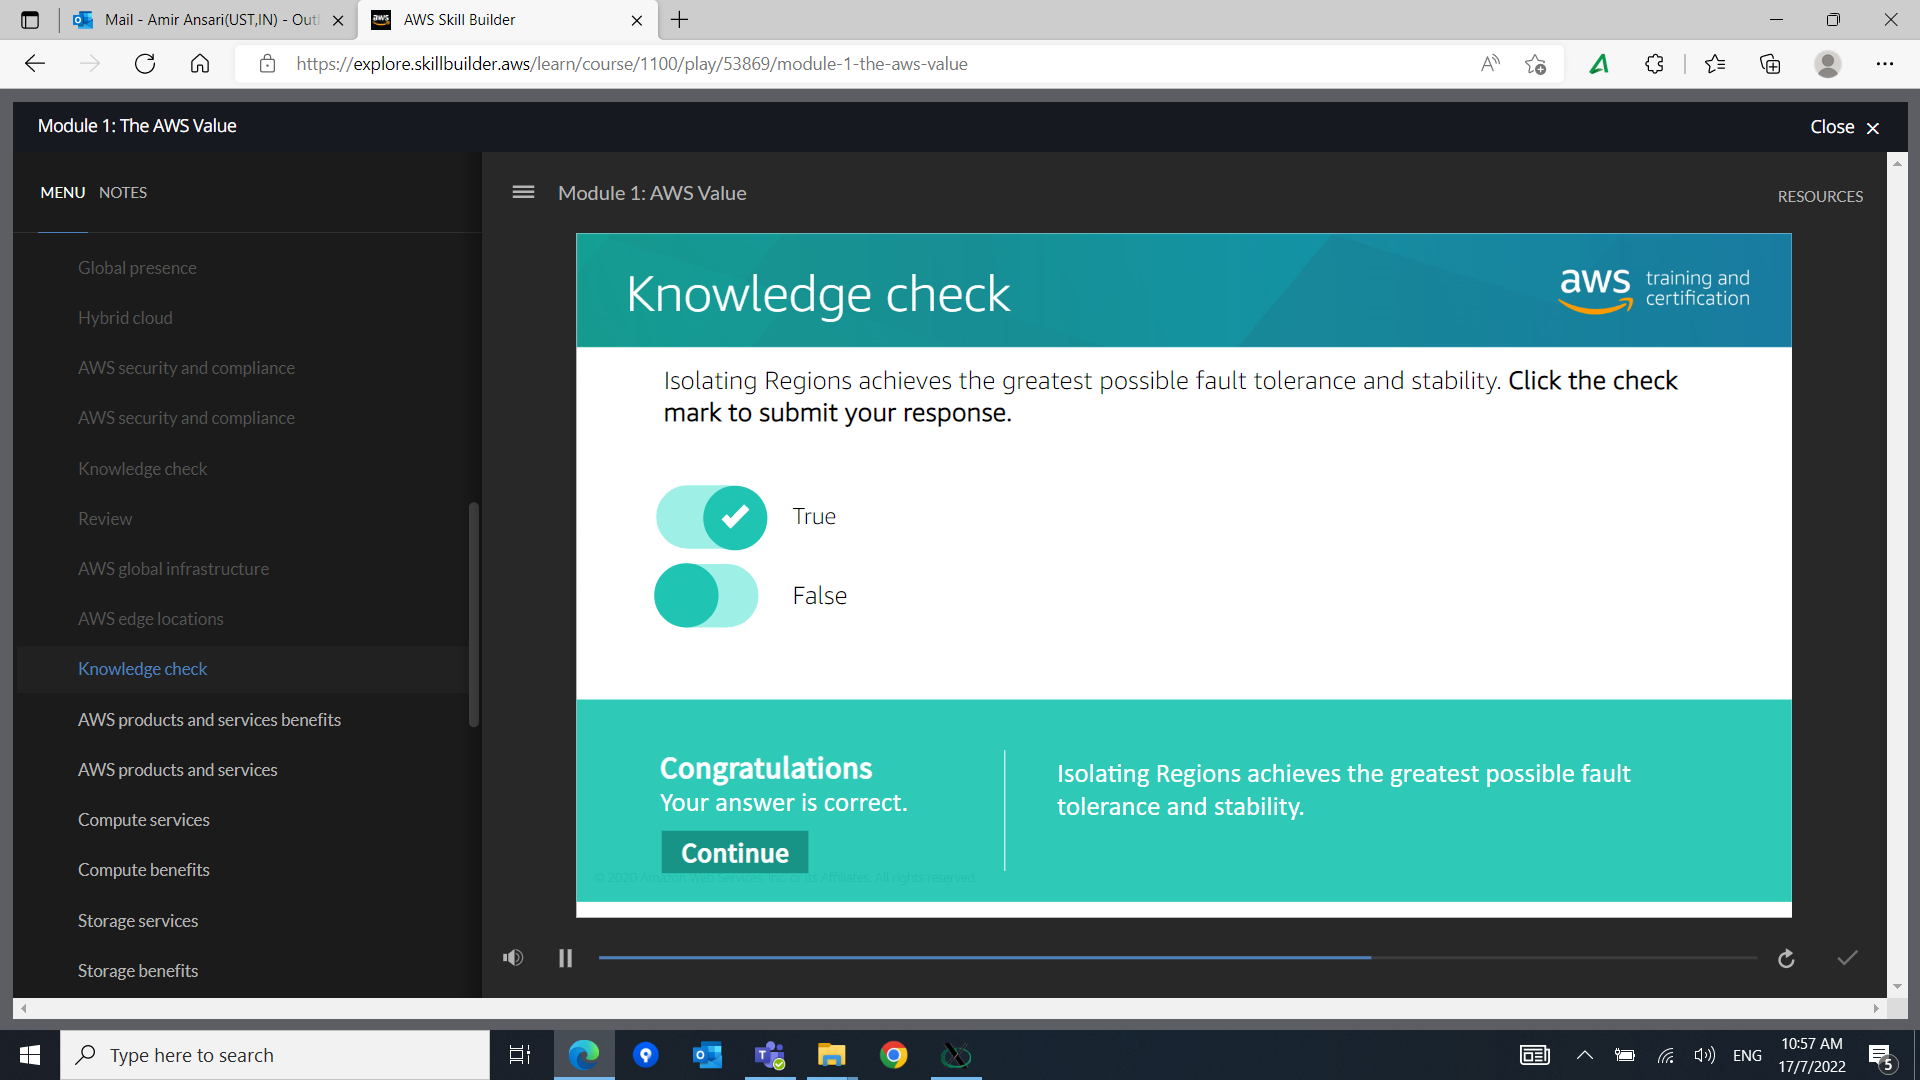 Mail - Amir Ansari(UST,IN) - Out
AWS Skill Builder
https://explore.skillbuilder.aws/learn/course/1100/play/53869/module-1-the-aws-value
Module 1: The AWS Value
Close
MENU NOTES
Global presence
Hybrid cloud
AWS security and compliance
AWS security and compliance
Knowledge check
Review
AWS global infrastructure
AWS edge locations
Knowledge check
AWS products and services benefits
AWS products and services
Compute services
Compute benefits
Storage services
Storage benefits
Module 1: AWS Value
RESOURCES
Knowledge check
aws training and
certification
Isolating Regions achieves the greatest possible fault tolerance and stability. Click the check
mark to submit your response.
True
False
Congratulations
Your answer is correct.
Continue
Isolating Regions achieves the greatest possible fault
tolerance and stability.
© 2020 Amazon Web Services, Inc. or its Affiliates. All rights reserved.
Type here to search
ENG
10:57 AM
17/7/2022
5